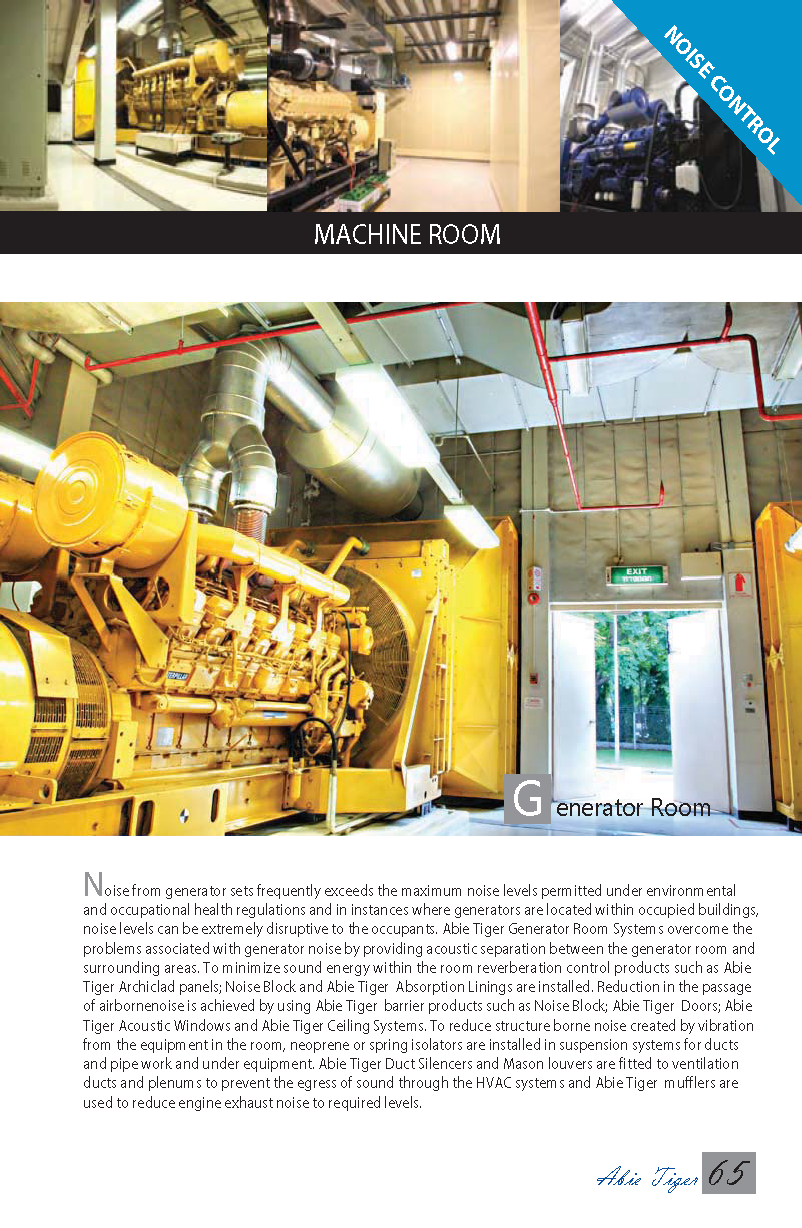 NOISE CONTROL
MACHINE ROOM
EXIT
CATERPILLAR
Generator Room
Noise from generator sets frequently exceeds the maximum noise levels permitted under environmental
and occupational health regulations and in instances where generators are located within occupied buildings,
noise levels can be extremely disruptive to the occupants. Abie Tiger Generator Room Systems overcome the
problems associated with generator noise by providing acoustic separation between the generator room and
surrounding areas. To minimize sound energy within the room reverberation control products such as Abie
Tiger Archiclad panels; Noise Block and Abie Tiger Absorption Linings are installed. Reduction in the passage
of airbornenoise is achieved by using Abie Tiger barrier products such as Noise Block; Abie Tiger Doors; Abie
Tiger Acoustic Windows and Abie Tiger Ceiling Systems. To reduce structure borne noise created by vibration
from the equipment in the room, neoprene or spring isolators are installed in suspension systems for ducts
and pipe work and under equipment. Abie Tiger Duct Silencers and Mason louvers are fitted to ventilation
ducts and plenums to prevent the egress of sound through the HVAC systems and Abie Tiger mufflers are
used to reduce engine exhaust noise to required levels.
Abie Tiger 65